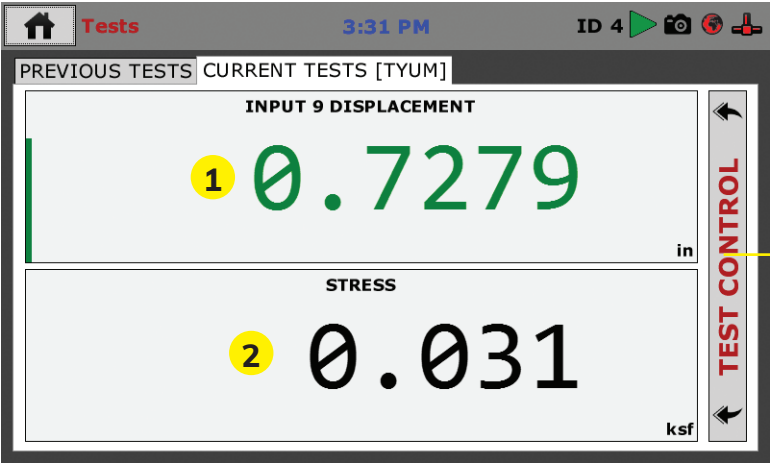 Tests 3:31 PM ID 4
PREVIOUS TESTS CURRENT TESTS [TYUM]
INPUT 9 DISPLACEMENT
1 0.7279
in
STRESS
2 0.031
ksf
TEST CONTROL